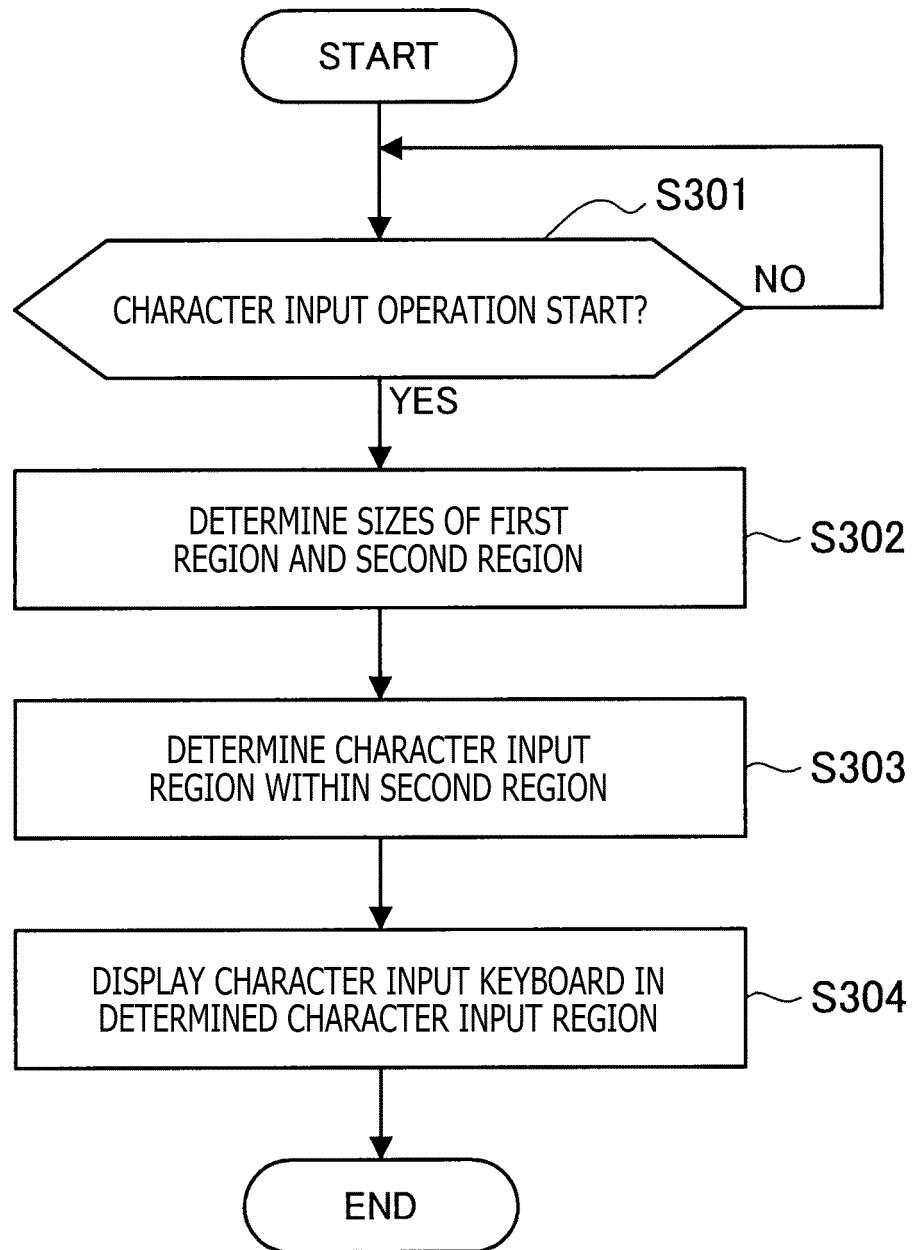 START
S301
CHARACTER INPUT OPERATION START?
NO
YES
DETERMINE SIZES OF FIRST
REGION AND SECOND REGION
S302
DETERMINE CHARACTER INPUT
REGION WITHIN SECOND REGION
S303
DISPLAY CHARACTER INPUT KEYBOARD IN
DETERMINED CHARACTER INPUT REGION
S304
END